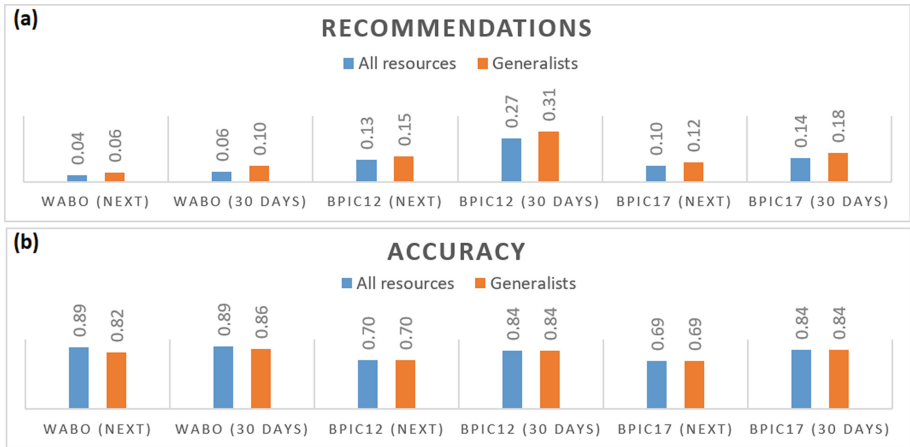 (a)
RECOMMENDATIONS
All resources Generalists
0.04 0.06 0.06 0.10 0.13 0.15 0.27 0.31 0.10 0.12 0.14 0.18
WABO (NEXT) WABO (30 DAYS) BPIC12 (NEXT) BPIC12 (30 DAYS) BPIC17 (NEXT) BPIC17 (30 DAYS)
(b)
ACCURACY
All resources Generalists
0.89 0.82 0.89 0.86 0.70 0.70 0.84 0.84 0.69 0.69 0.84 0.84
WABO (NEXT) WABO (30 DAYS) BPIC12 (NEXT) BPIC12 (30 DAYS) BPIC17 (NEXT) BPIC17 (30 DAYS)